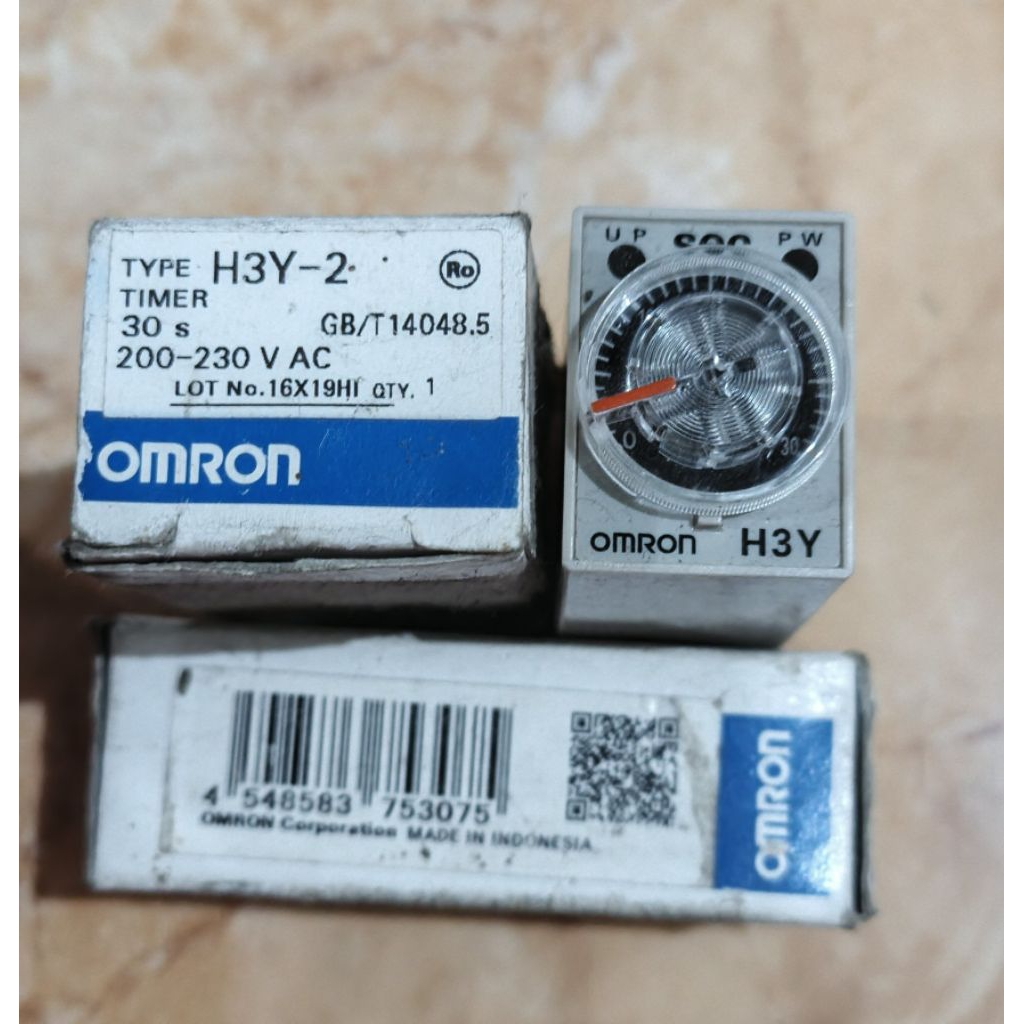 TYPE H3Y-2
Ro
TIMER
30 s GB/T14048.5
200-230 V AC
LOT No.16X19HI QTY. 1
OMRON
UP PW
0 30
OMRON H3Y
4 548583 753075
OMRON Corporation MADE IN INDONESIA
OMRON